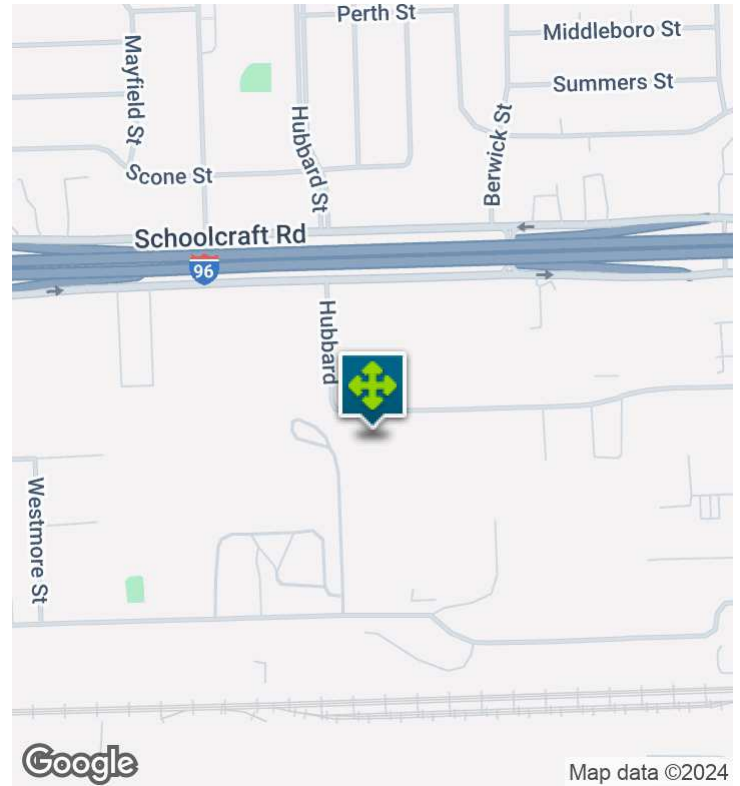 Perth St
Middleboro St
Mayfield St
Summers St
Hubbard St
Berwick St
Scone St
Schoolcraft Rd
96
Hubbard
Westmore St
Google
Map data ©2024